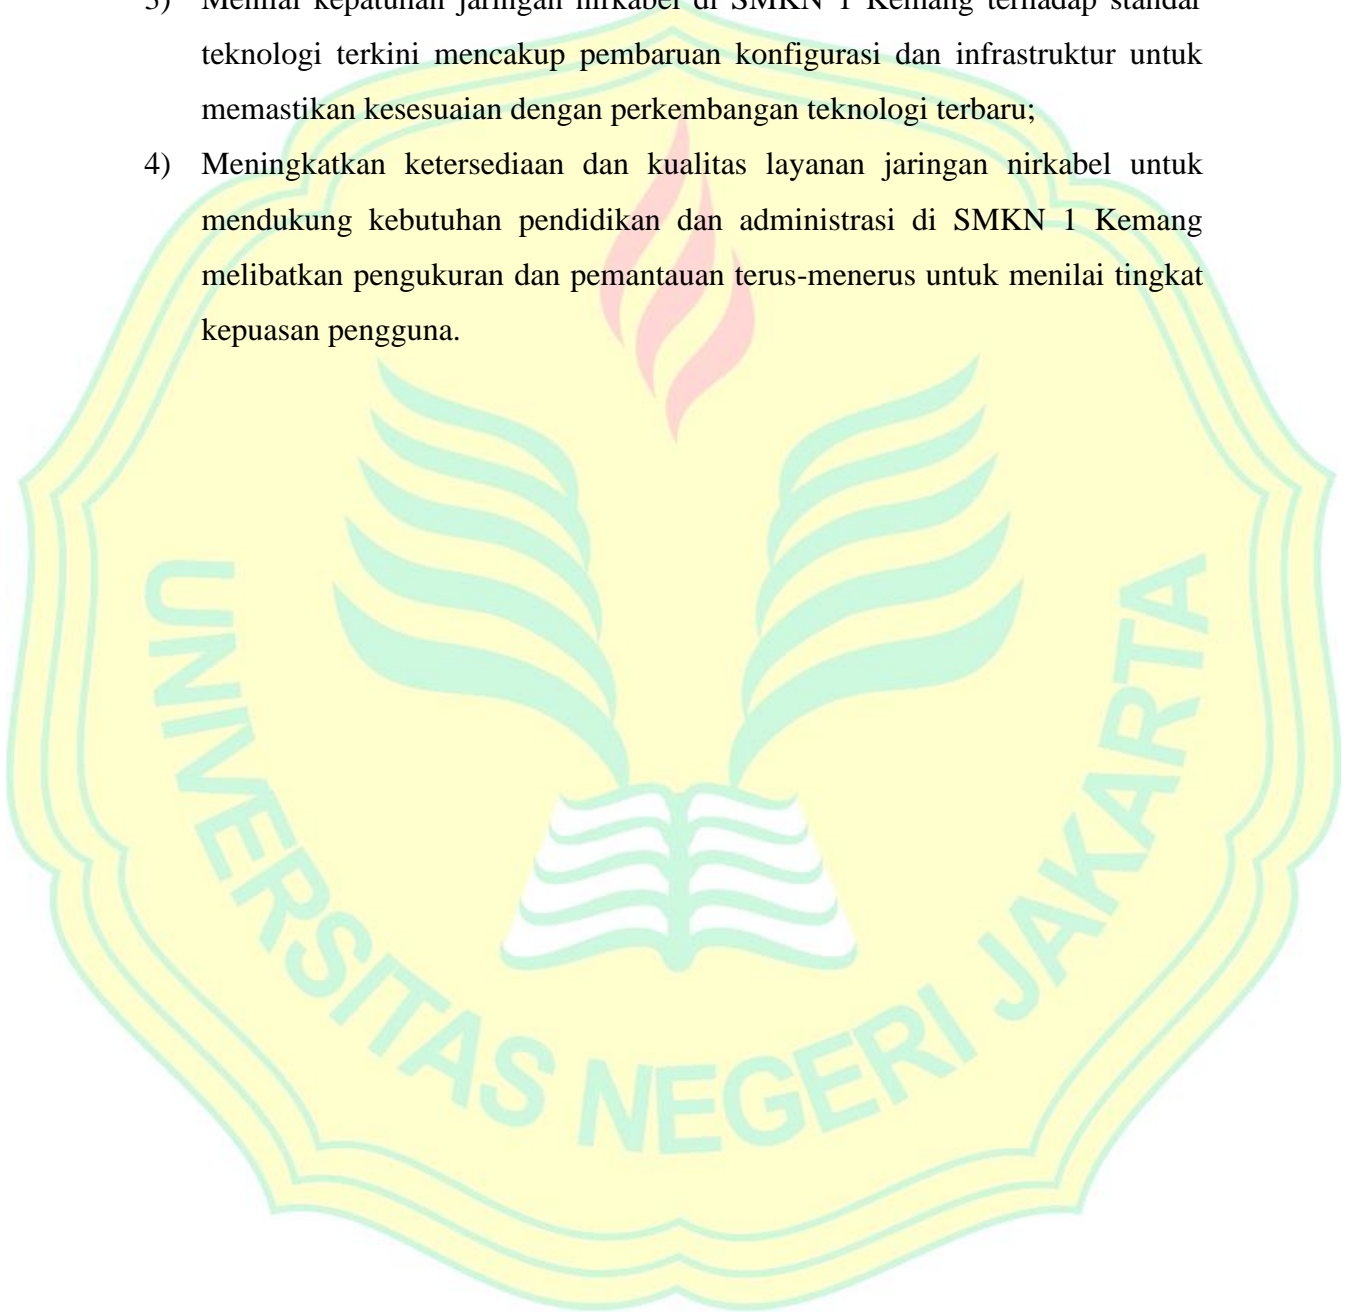 3) Menilai kepatuhan jaringan nirkabel di SMKN 1 Kemang terhadap standar
teknologi terkini mencakup pembaruan konfigurasi dan infrastruktur untuk
memastikan kesesuaian dengan perkembangan teknologi terbaru;
4) Meningkatkan ketersediaan dan kualitas layanan jaringan nirkabel untuk
mendukung kebutuhan pendidikan dan administrasi di SMKN 1 Kemang
melibatkan pengukuran dan pemantauan terus-menerus untuk menilai tingkat
kepuasan pengguna.
UNIVERSITAS NEGERI JAKARTA